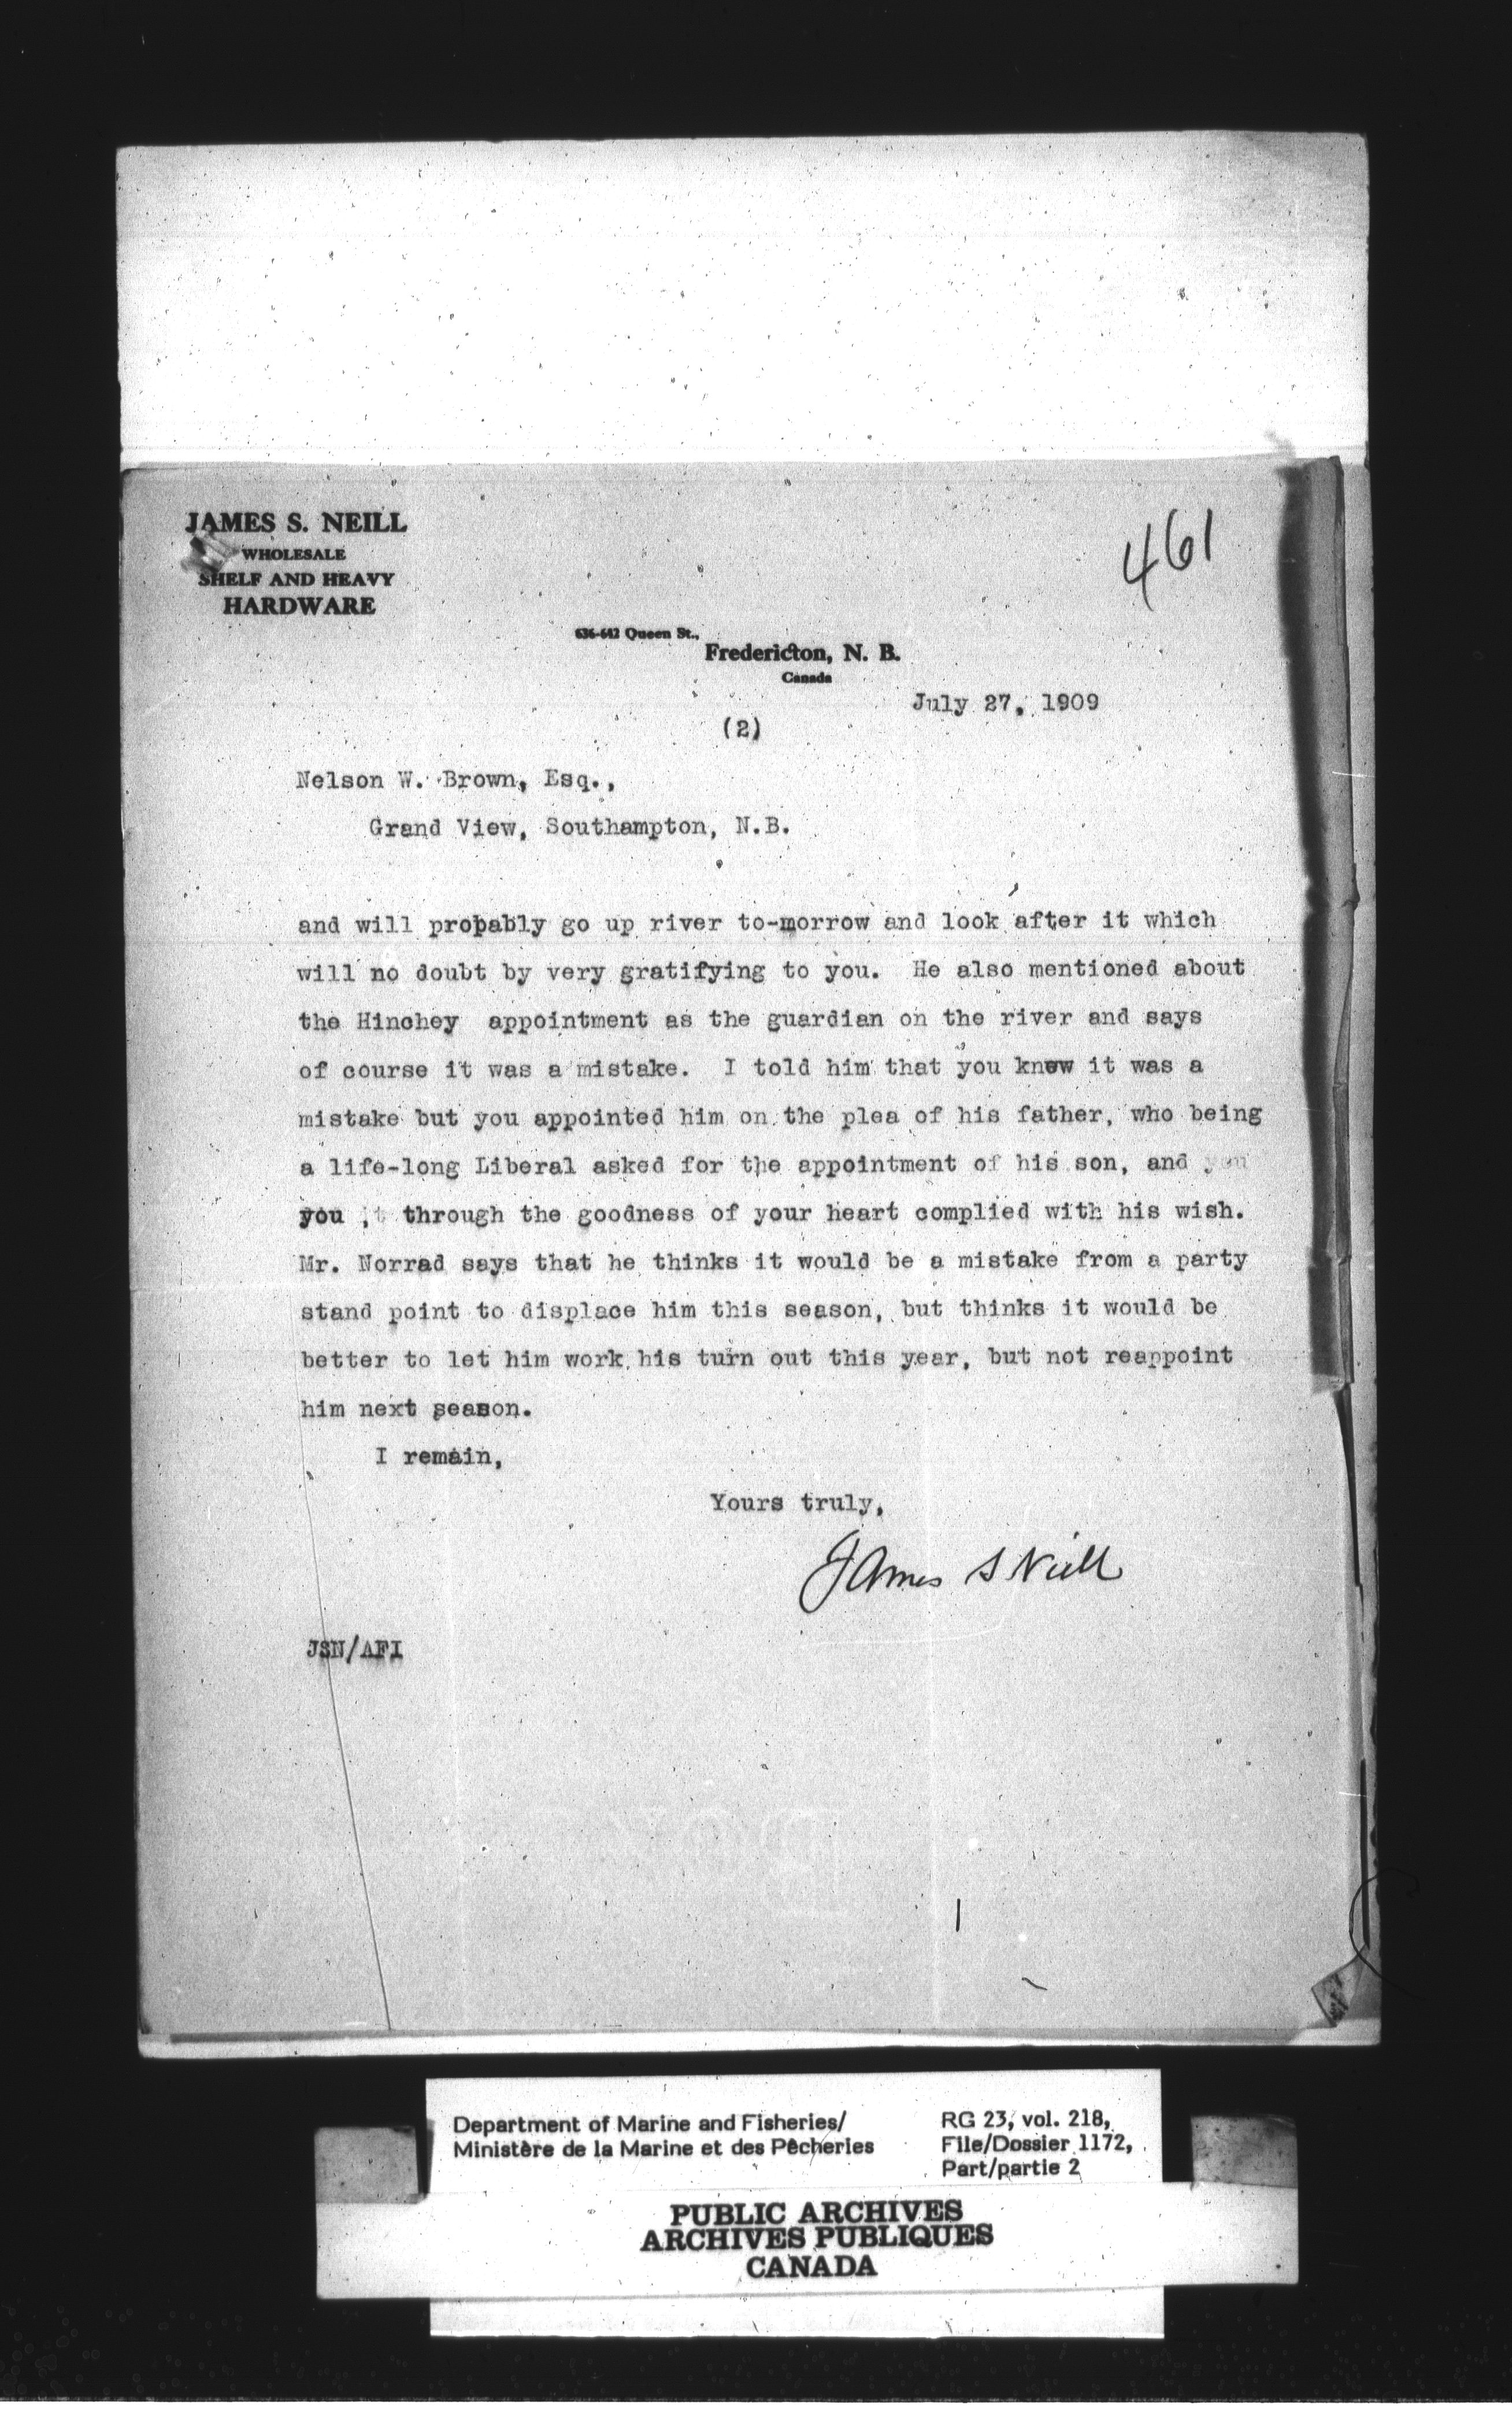 JAMES S. NEILL
WHOLESALE
SHELF AND HEAVY
HARDWARE
461
636-642 Queen St.,
Fredericton, N. B.
Canada
July 27, 1909
(2)
Nelson W. Brown, Esq.,
Grand View, Southampton, N.B.
and will probably go up river to-morrow and look after it which
will no doubt by very gratifying to you. He also mentioned about
the Hinchey appointment as the guardian on the river and says
of course it was a mistake. I told him that you knew it was a
mistake but you appointed him on the plea of his father, who being
a life-long Liberal asked for the appointment of his son, and you
you through the goodness of your heart complied with his wish.
Mr. Norrad says that he thinks it would be a mistake from a party
stand point to displace him this season, but thinks it would be
better to let him work his turn out this year, but not reappoint
him next season.
I remain,
Yours truly,
James S Neill
JSN/AFI
Department of Marine and Fisheries/
Ministère de la Marine et des Pêcheries
RG 23, vol. 218,
File/Dossier 1172,
Part/partie 2
PUBLIC ARCHIVES
ARCHIVES PUBLIQUES
CANADA